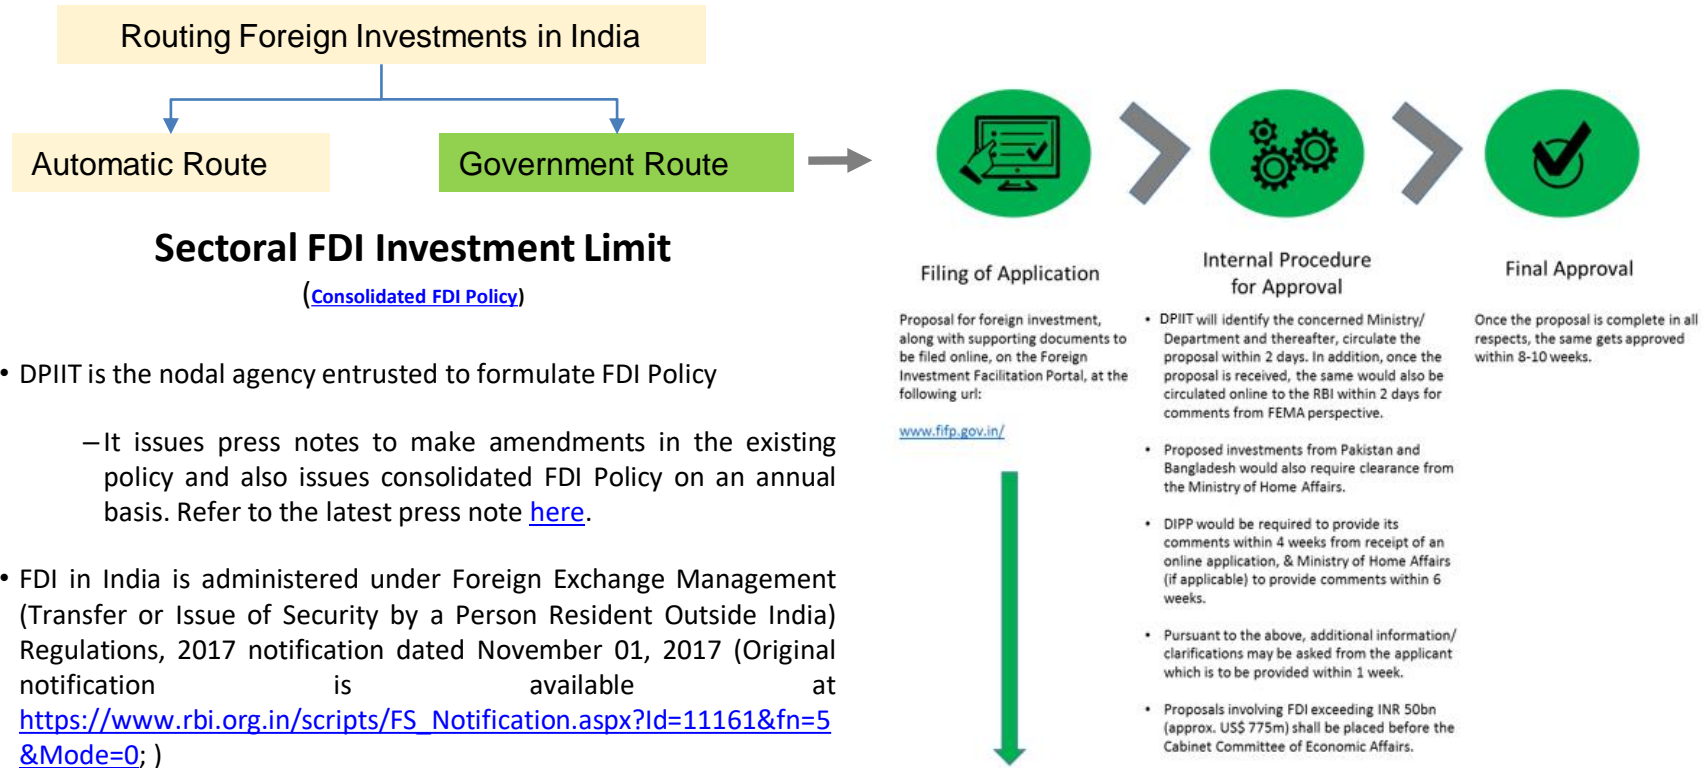 Routing Foreign Investments in India
Automatic Route
Government Route
Sectoral FDI Investment Limit
(Consolidated FDI Policy)
• DPIIT is the nodal agency entrusted to formulate FDI Policy
– It issues press notes to make amendments in the existing
policy and also issues consolidated FDI Policy on an annual
basis. Refer to the latest press note here.
• FDI in India is administered under Foreign Exchange Management
(Transfer or Issue of Security by a Person Resident Outside India)
Regulations, 2017 notification dated November 01, 2017 (Original
notification is available at
https://www.rbi.org.in/scripts/FS_Notification.aspx?Id=11161&fn=5
&Mode=0; )
Filing of Application
Proposal for foreign investment,
along with supporting documents to
be filed online, on the Foreign
Investment Facilitation Portal, at the
following url:
www.fifp.gov.in/
Internal Procedure
for Approval
• DPIIT will identify the concerned Ministry/
Department and thereafter, circulate the
proposal within 2 days. In addition, once the
proposal is received, the same would also be
circulated online to the RBI within 2 days for
comments from FEMA perspective.
• Proposed investments from Pakistan and
Bangladesh would also require clearance from
the Ministry of Home Affairs.
• DIPP would be required to provide its
comments within 4 weeks from receipt of an
online application, & Ministry of Home Affairs
(if applicable) to provide comments within 6
weeks.
• Pursuant to the above, additional information/
clarifications may be asked from the applicant
which is to be provided within 1 week.
• Proposals involving FDI exceeding INR 50bn
(approx. US$ 775m) shall be placed before the
Cabinet Committee of Economic Affairs.
Final Approval
Once the proposal is complete in all
respects, the same gets approved
within 8-10 weeks.